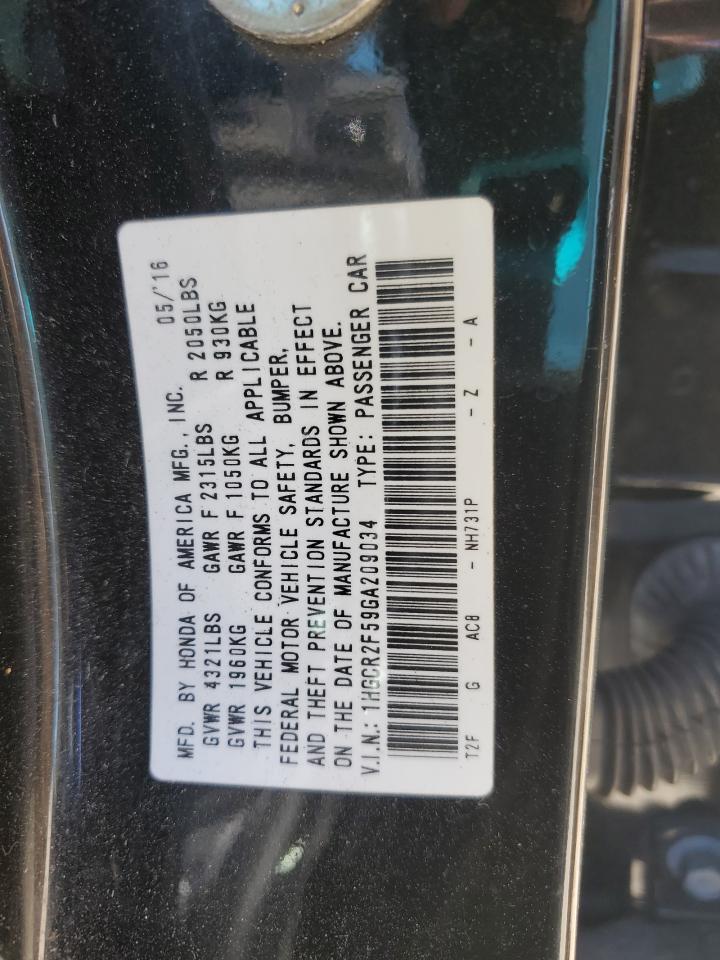 MFD. BY HONDA OF AMERICA MFG., INC. 05/'16
GVWR 4321LBS GAWR F 2315LBS R 2050LBS
GVWR 1960KG GAWR F 1050KG R 930KG
THIS VEHICLE CONFORMS TO ALL APPLICABLE
FEDERAL MOTOR VEHICLE SAFETY, BUMPER,
AND THEFT PREVENTION STANDARDS IN EFFECT
ON THE DATE OF MANUFACTURE SHOWN ABOVE.
V.I.N.: 1HGCR2F59GA209034 TYPE: PASSENGER CAR
T2F G AC8 - NH731P - Z - A